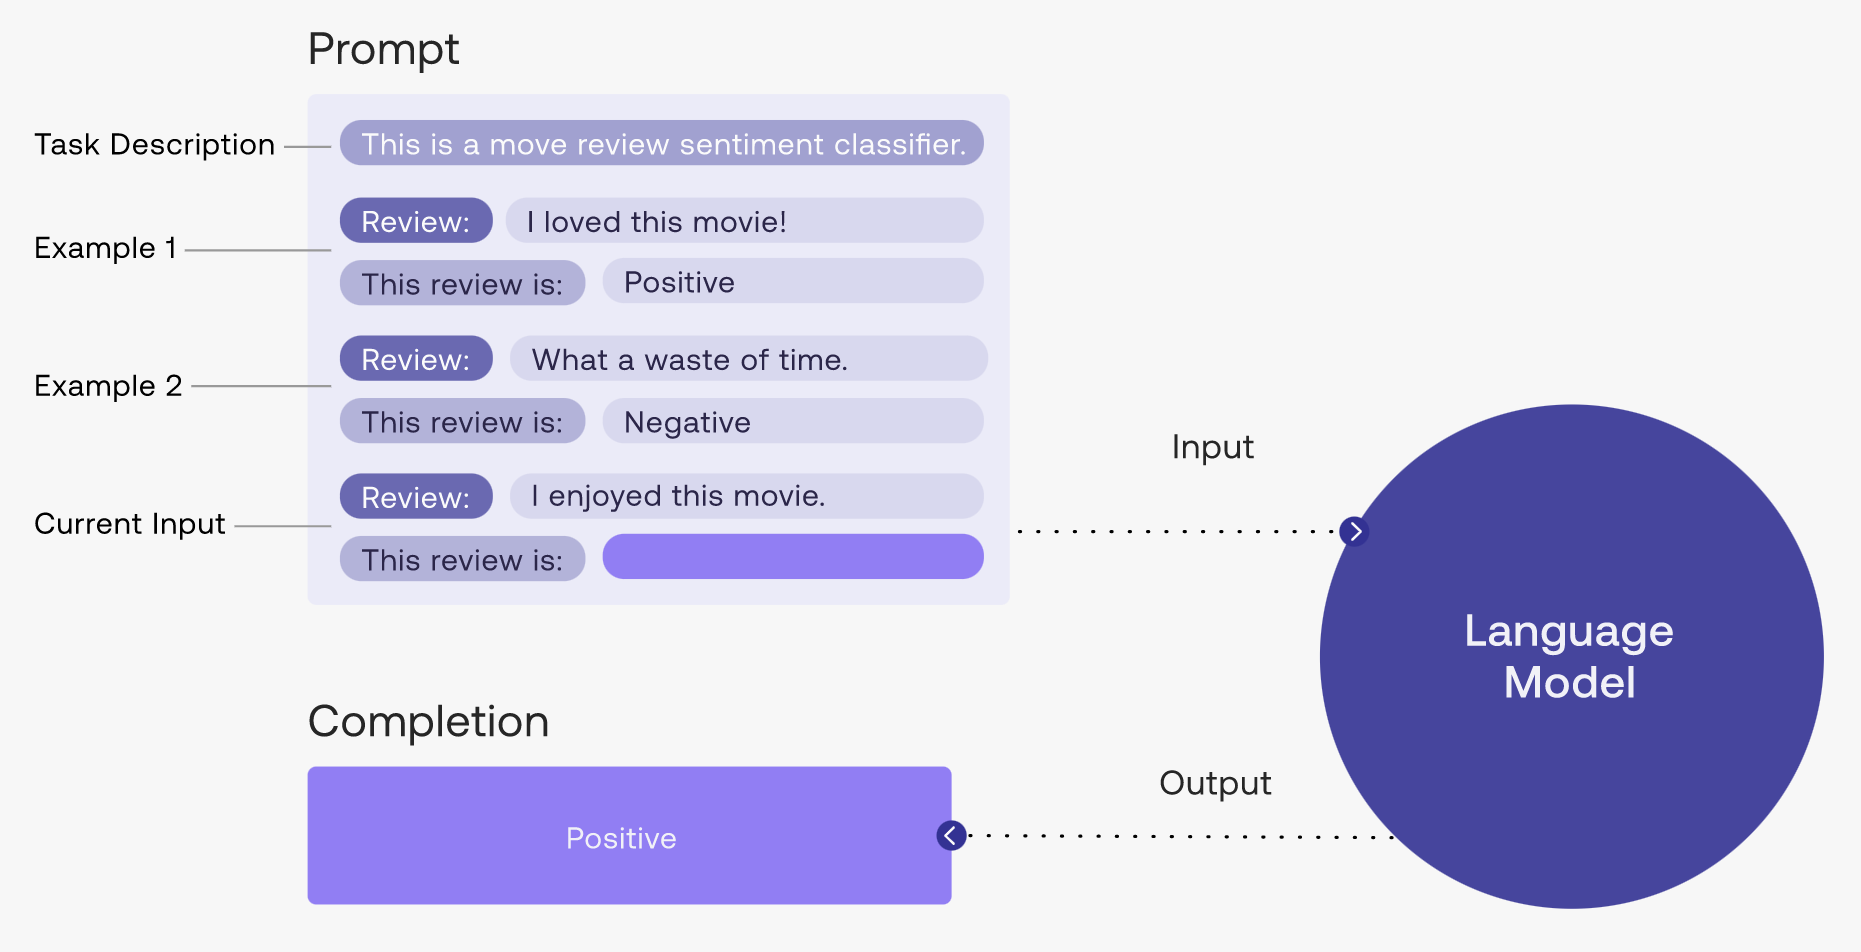 Prompt
Task Description
This is a move review sentiment classifier.
Example 1
Review: I loved this movie!
This review is: Positive
Example 2
Review: What a waste of time.
This review is: Negative
Current Input
Review: I enjoyed this movie.
This review is:
Input
Language
Model
Completion
Output
Positive